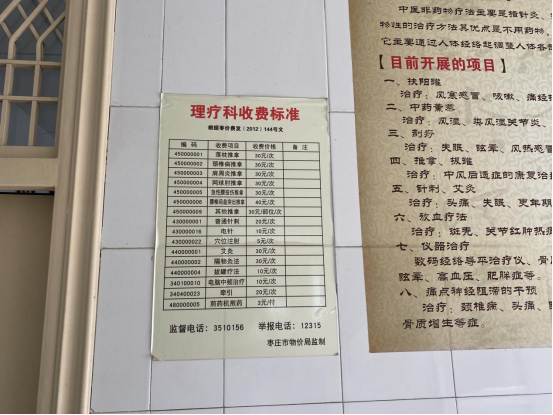 理疗科收费标准
根据枣价费发(2012)144号文
编 码 收费项目 收费价格 备 注
450000001 落枕推拿 30元/次
450000002 颈椎病推拿 30元/次
450000003 肩周炎推拿 30元/次
450000004 网球肘推拿 30元/次
450000005 急性腰扭伤推拿 30元/次
450000006 腰椎间盘突出推拿 40元/次
450000009 其他推拿 30元/部位/次
430000001 普通针刺 20元/次
430000016 电针 10元/次
430000022 穴位注射 5元/次
440000001 艾灸 30元/次
440000002 隔物灸法 30元/次
440000004 拔罐疗法 10元/次
340100010 电脑中频治疗 10元/次
340400023 牵引 20元/次
480000005 煎药机煎药 3元/付
监督电话：3510156 举报电话：12315
枣庄市物价局监制
中医非药物疗法主要是指针灸、
物性的治疗方法其优点是不用药物，
它主要通过人体经络起调整人体各
【目前开展的项目】
一、扶阳罐
治疗：风寒感冒、咳嗽、痛经
二、中药熏蒸
治疗：风湿、类风湿关节炎、
三、刮痧
治疗：失眠、眩晕、风热感冒
四、推拿、拔罐
治疗：中风后遗症的康复治
五、针刺、艾灸
治疗：头痛、失眠、更年期
六、放血疗法
治疗：斑秃、关节红肿热痛
七、仪器治疗
数码经络导平治疗仪、骨
眩晕、高血压、肥胖症等。
八、痛点神经阻滞的干预
治疗：颈椎病、头痛、
骨质增生等症。